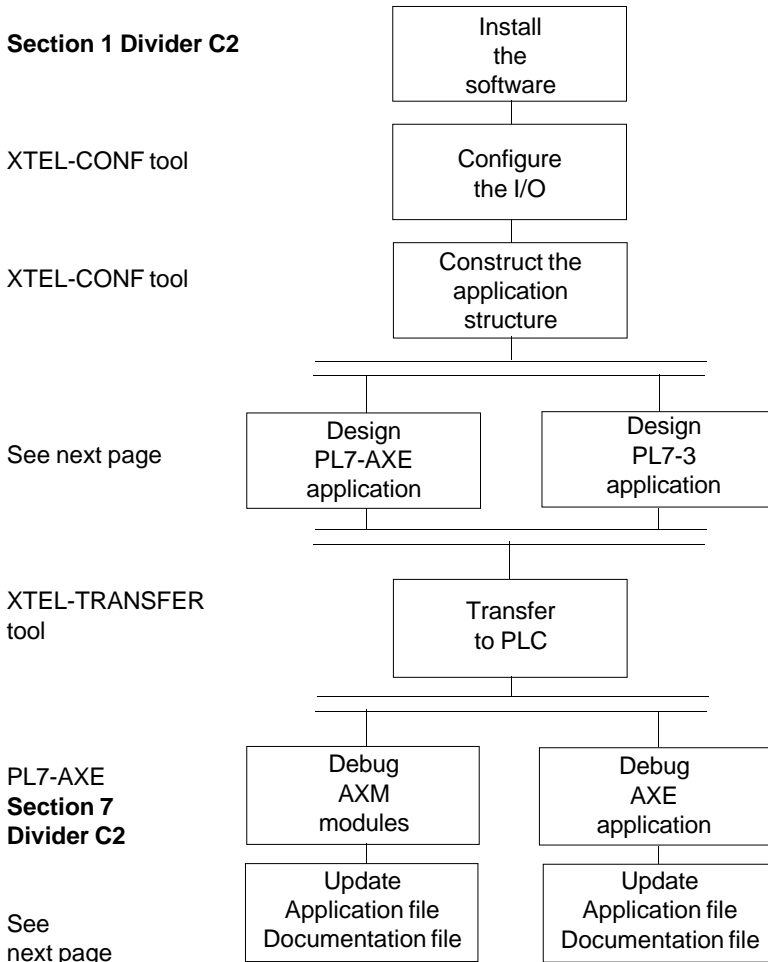 Section 1 Divider C2
Install
the
software
XTEL-CONF tool
Configure
the I/O
XTEL-CONF tool
Construct the
application
structure
See next page
Design
PL7-AXE
application
Design
PL7-3
application
XTEL-TRANSFER
tool
Transfer
to PLC
PL7-AXE
Section 7
Divider C2
Debug
AXM
modules
Debug
AXE
application
See
next page
Update
Application file
Documentation file
Update
Application file
Documentation file